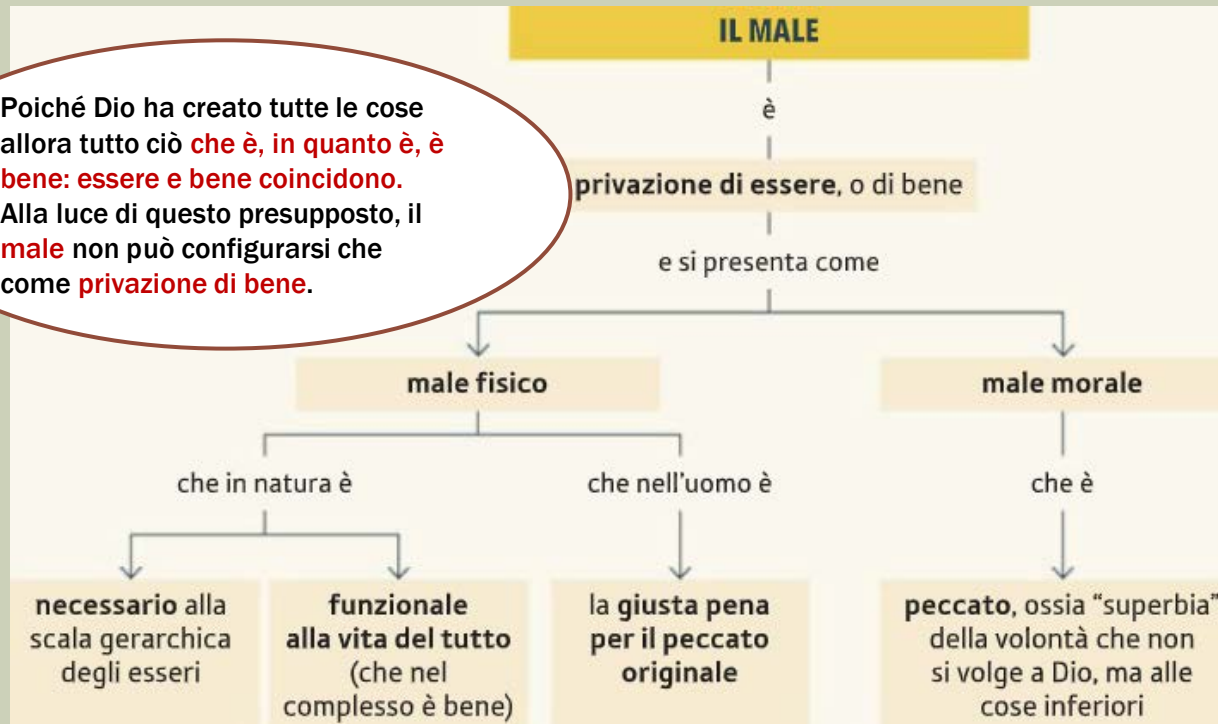 IL MALE
Poiché Dio ha creato tutte le cose
allora tutto ciò che è, in quanto è, è
bene: essere e bene coincidono.
Alla luce di questo presupposto, il
male non può configurarsi che
come privazione di bene.
è
privazione di essere, o di bene
e si presenta come
male fisico
male morale
che in natura è
che nell'uomo è
che è
necessario alla
scala gerarchica
degli esseri
funzionale
alla vita del tutto
(che nel
complesso è bene)
la giusta pena
per il peccato
originale
peccato, ossia "superbia"
della volontà che non
si volge a Dio, ma alle
cose inferiori